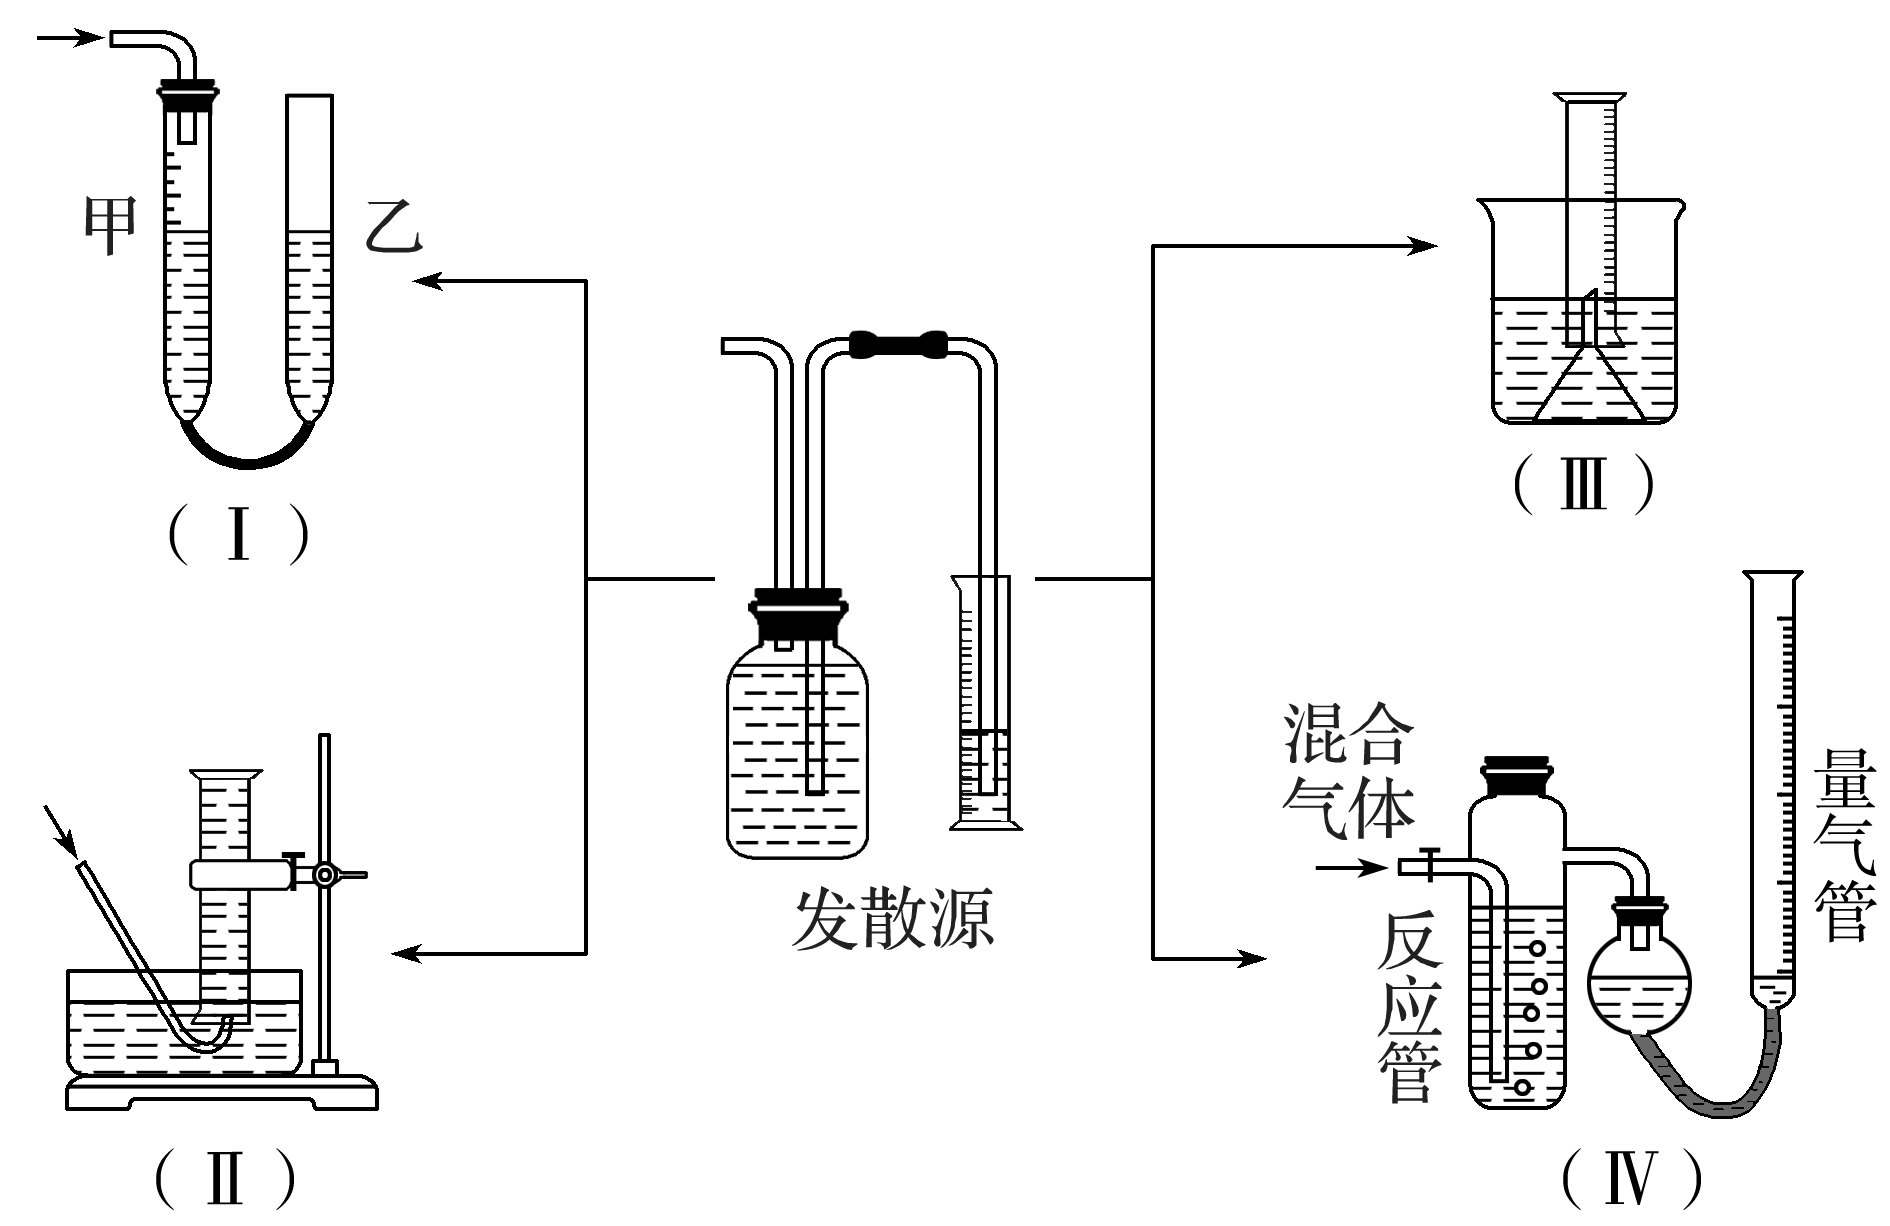 甲
乙
(Ⅰ)
(Ⅱ)
发散源
(Ⅲ)
混合
气体
反应管
量气管
(Ⅳ)